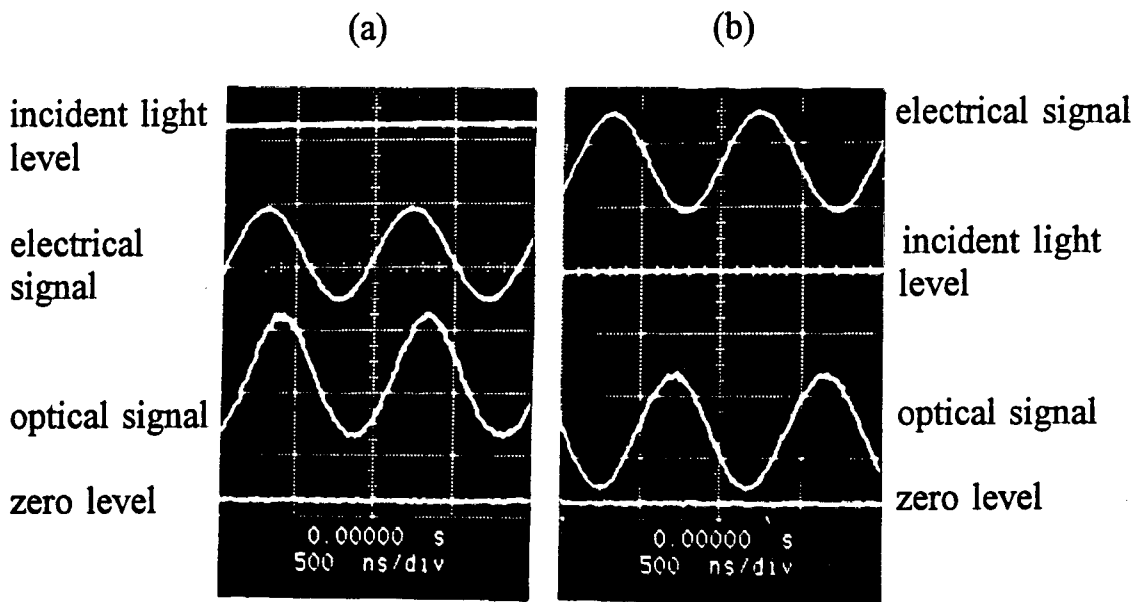 (a)
(b)
incident light
level
electrical
signal
optical signal
zero level
0.00000 s
500 ns/div
electrical signal
incident light
level
optical signal
zero level
0.00000 s
500 ns/div